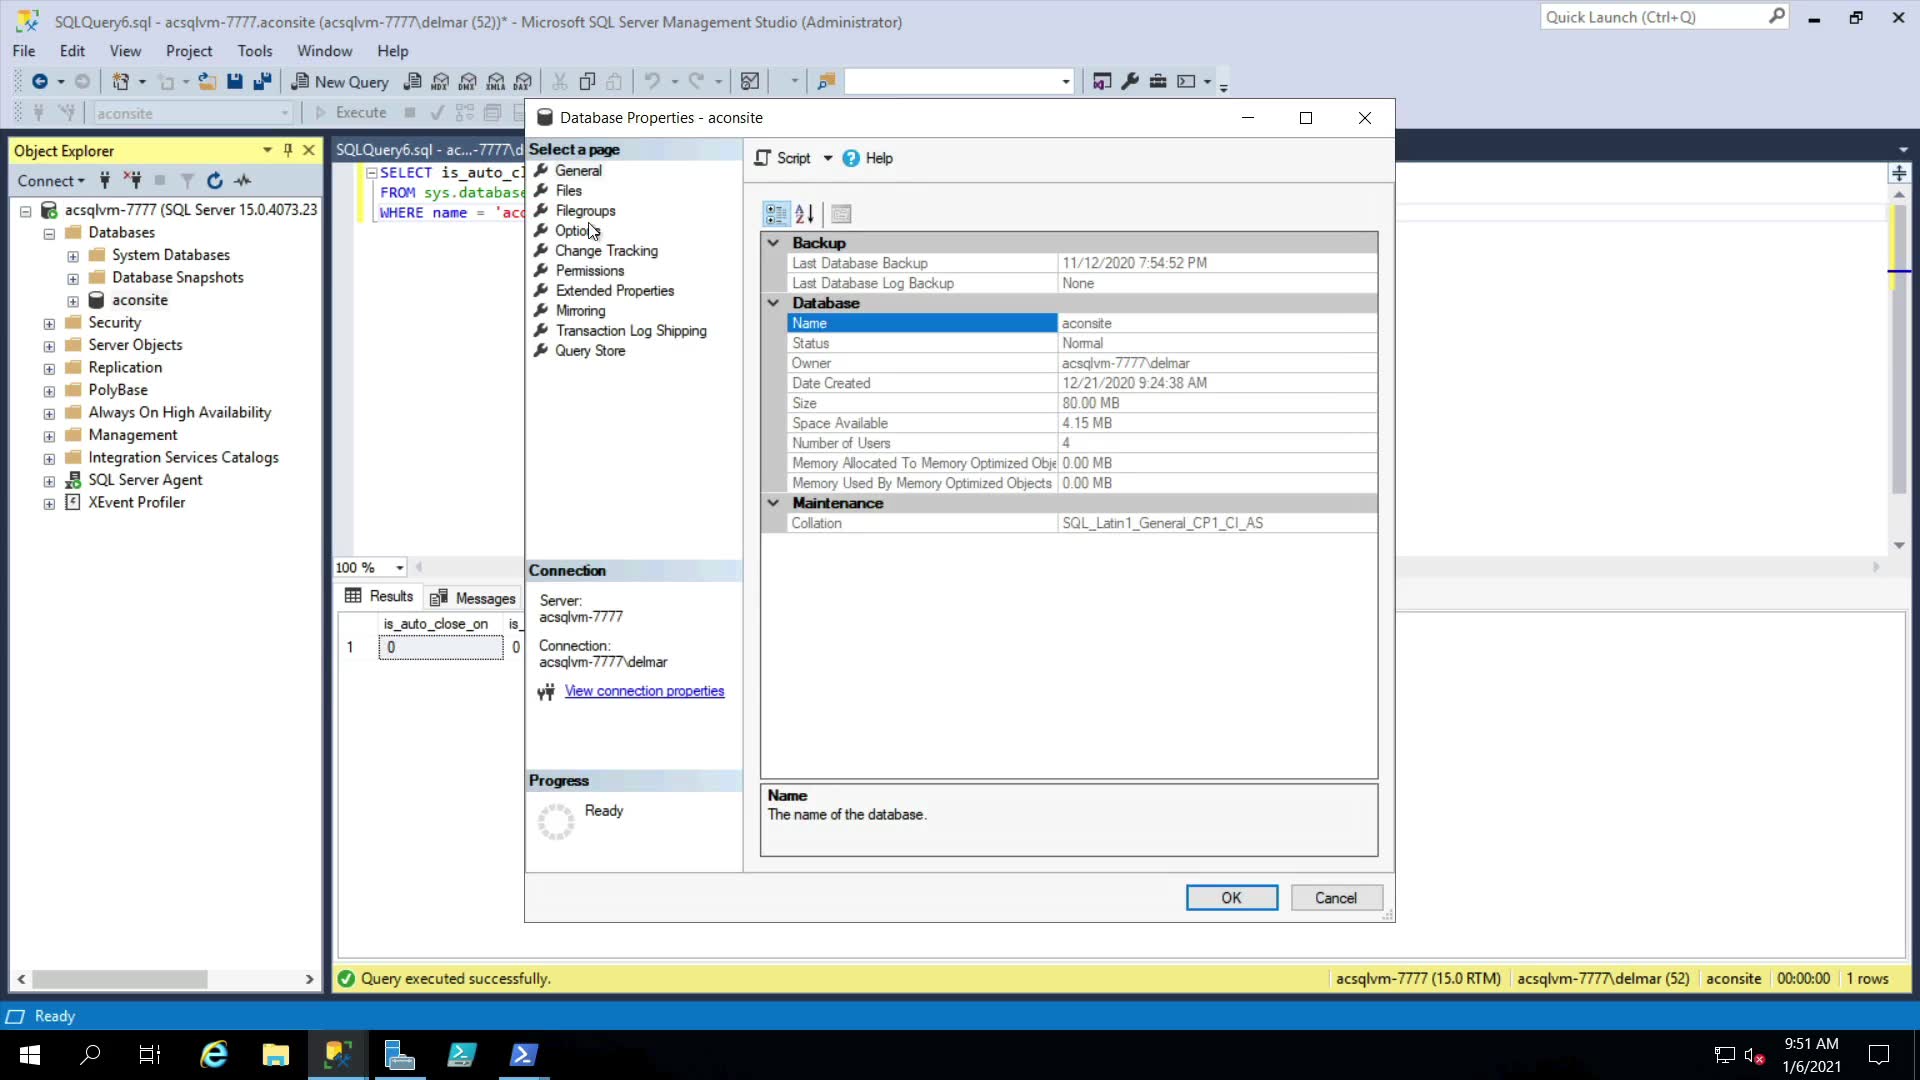 SQLQuery6.sql - acsqlvm-7777.aconsite (acsqlvm-7777\delmar (52))* - Microsoft SQL Server Management Studio (Administrator)
Quick Launch (Ctrl+Q)
File Edit View Project Tools Window Help
New Query MDX DMX XMLA DAX
aconsite Execute
Object Explorer
Connect
acsqlvm-7777 (SQL Server 15.0.4073.23
Databases
System Databases
Database Snapshots
aconsite
Security
Server Objects
Replication
PolyBase
Always On High Availability
Management
Integration Services Catalogs
SQL Server Agent
XEvent Profiler
SQLQuery6.sql - ac...-7777\d
SELECT is_auto_cl
FROM sys.database
WHERE name = 'aco
100 %
Results Messages
is_auto_close_on is_
1 0 0
Database Properties - aconsite
Select a page
General
Files
Filegroups
Options
Change Tracking
Permissions
Extended Properties
Mirroring
Transaction Log Shipping
Query Store
Connection
Server:
acsqlvm-7777
Connection:
acsqlvm-7777\delmar
View connection properties
Progress
Ready
Script Help
Backup
Last Database Backup 11/12/2020 7:54:52 PM
Last Database Log Backup None
Database
Name aconsite
Status Normal
Owner acsqlvm-7777\delmar
Date Created 12/21/2020 9:24:38 AM
Size 80.00 MB
Space Available 4.15 MB
Number of Users 4
Memory Allocated To Memory Optimized Obje 0.00 MB
Memory Used By Memory Optimized Objects 0.00 MB
Maintenance
Collation SQL_Latin1_General_CP1_CI_AS
Name
The name of the database.
OK Cancel
Query executed successfully. acsqlvm-7777 (15.0 RTM) acsqlvm-7777\delmar (52) aconsite 00:00:00 1 rows
Ready
9:51 AM
1/6/2021